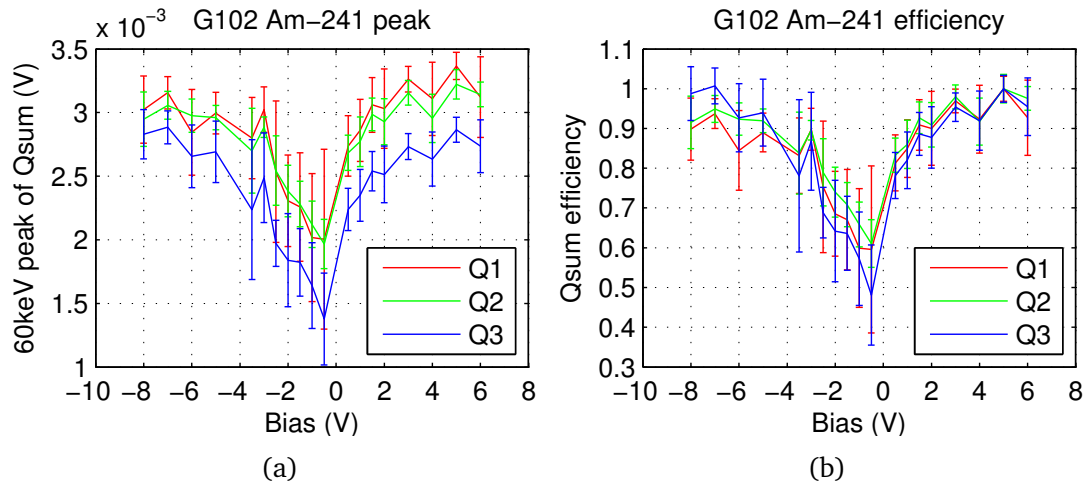 G102 Am−241 peak
x 10−3
60keV peak of Qsum (V)
3.5
3
2.5
2
1.5
1
−10 −8 −6 −4 −2 0 2 4 6 8
Bias (V)
Q1
Q2
Q3
(a)
G102 Am−241 efficiency
Qsum efficiency
1.1
1
0.9
0.8
0.7
0.6
0.5
0.4
0.3
−10 −8 −6 −4 −2 0 2 4 6 8
Bias (V)
Q1
Q2
Q3
(b)